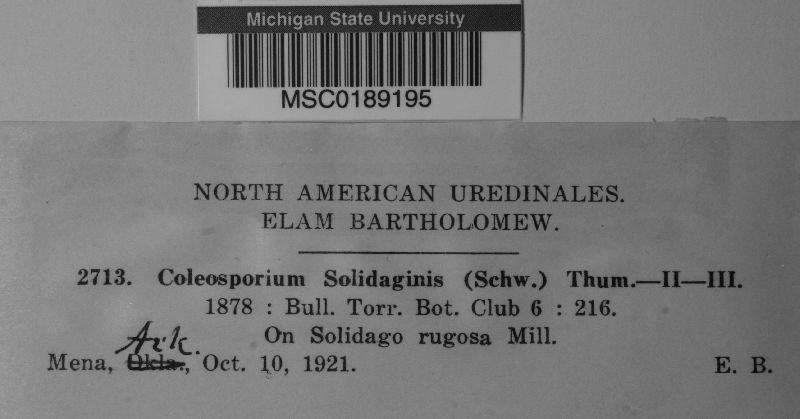 Michigan State University
MSC0189195
NORTH AMERICAN UREDINALES.
ELAM BARTHOLOMEW.
2713. Coleosporium Solidaginis (Schw.) Thum.—II—III.
1878 : Bull. Torr. Bot. Club 6 : 216.
On Solidago rugosa Mill.
Ark.
Mena, Okla., Oct. 10, 1921. E. B.